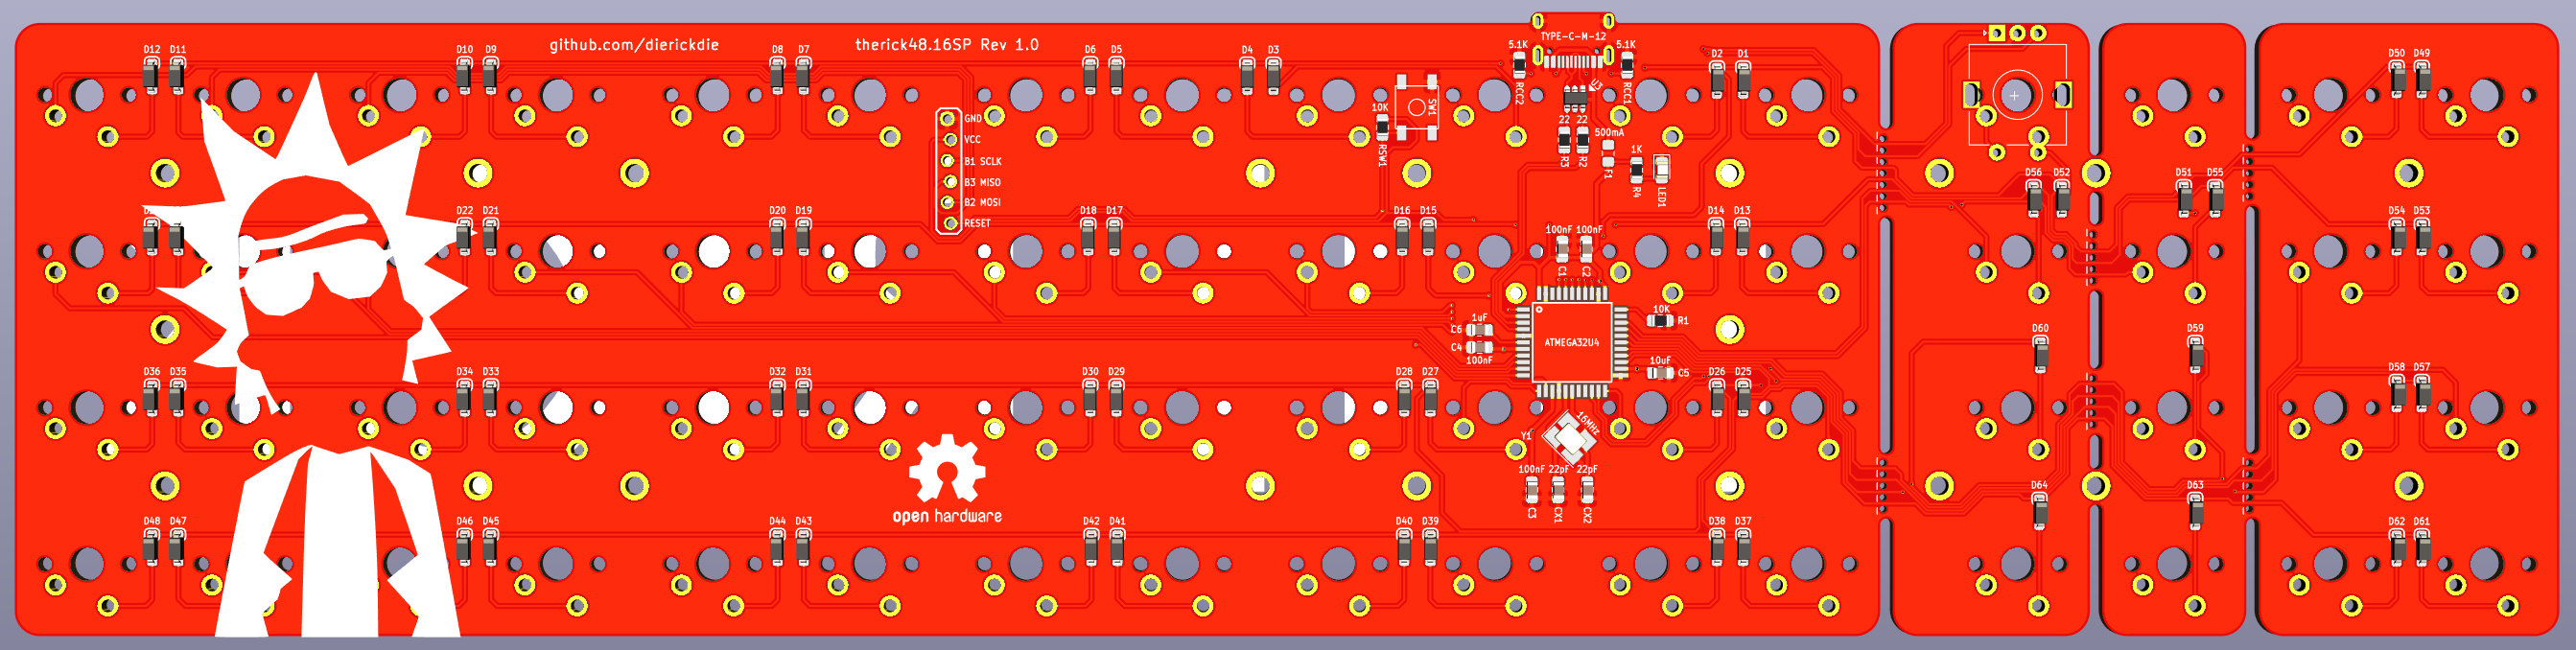 github.com/dierickdie
therick48.16SP Rev 1.0
TYPE-C-M-12
5.1K
5.1K
D12 D11
D10 D9
D8 D7
D6 D5
D4 D3
D2 D1
D50 D49
RCC2
RCC1
U3
SW1
10K
RSW1
22 22
R3 R2
500mA
F1
1K
R4
LED1
GND
VCC
B1 SCLK
B3 MISO
B2 MOSI
RESET
D56 D52
D51 D55
D22 D21
D20 D19
D18 D17
D16 D15
D14 D13
D54 D53
100nF 100nF
C1 C2
1uF
C6
C4
100nF
ATMEGA32U4
10K
R1
10uF
C5
D60
D59
D36 D35
D34 D33
D32 D31
D30 D29
D28 D27
D26 D25
D58 D57
16MHz
Y1
100nF 22pF 22pF
C3 CX1 CX2
D64
D63
open hardware
D48 D47
D46 D45
D44 D43
D42 D41
D40 D39
D38 D37
D62 D61